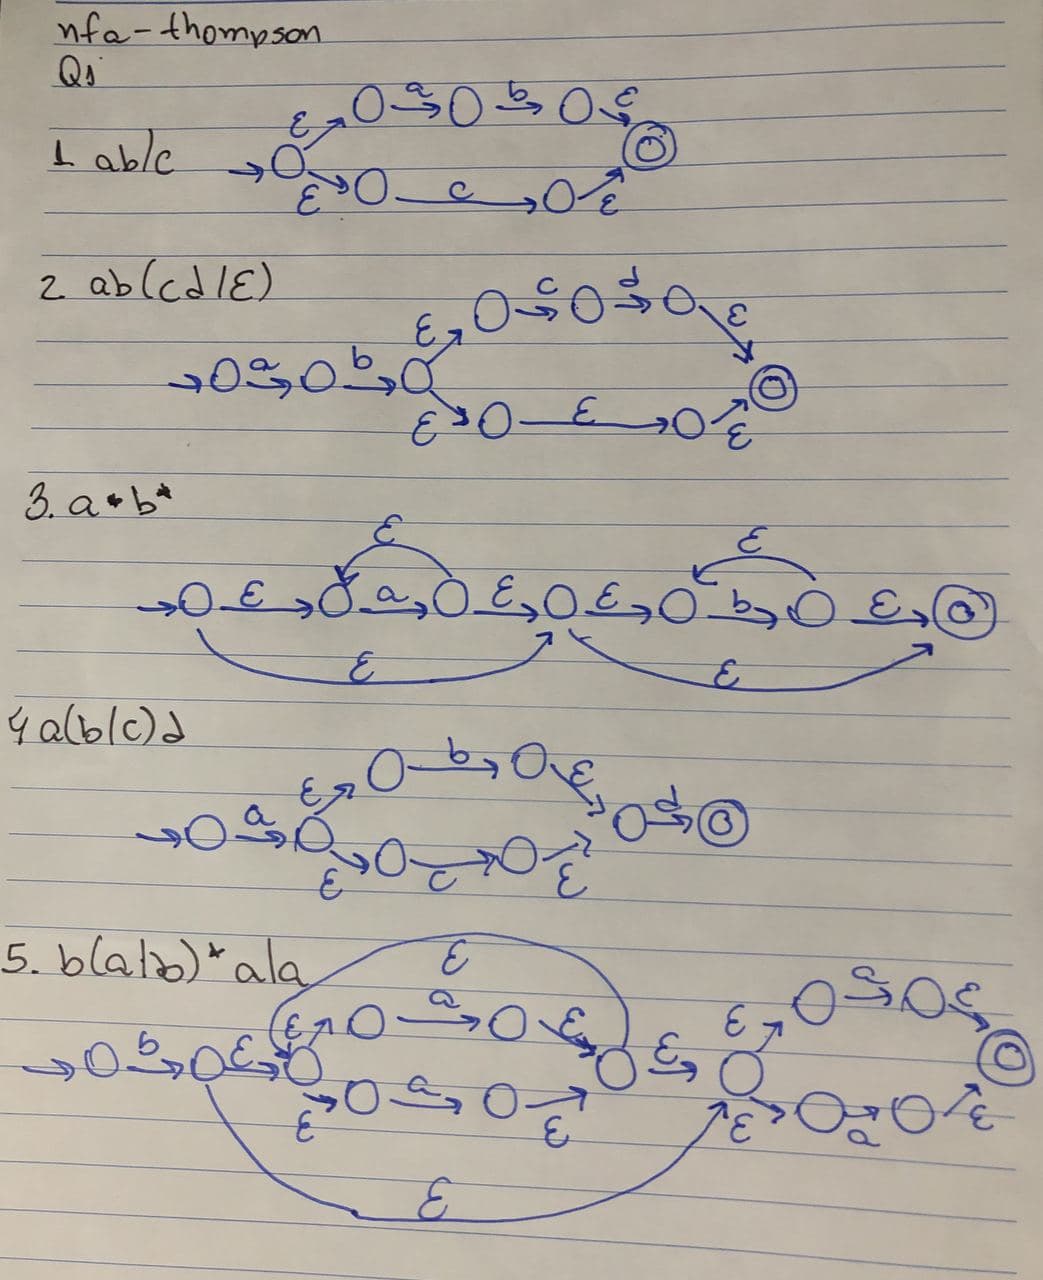 nfa-thompson
Q1
1 ab/c
ε a b ε
ε c ε
2 ab(cd/ε)
ε c d ε
a b
ε ε ε
3. a*b*
ε ε
ε a ε ε b ε
ε ε
4 a(b/c)d
ε b ε
a d
ε c ε
5. b(a|b)*a|a
ε
ε a ε ε a ε
b ε ε
ε a ε ε a ε
ε